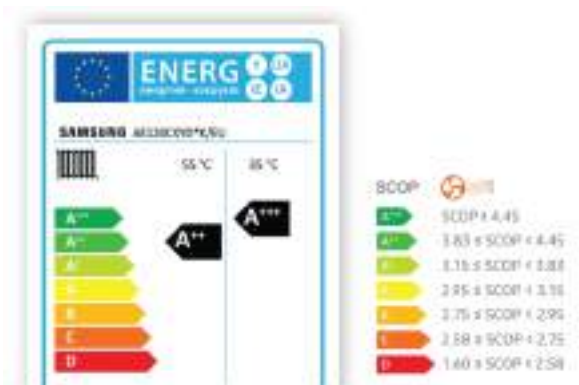 ENERG
SAMSUNG
55 °C
35 °C
A+++
A++
A+
A
B
C
D
A++
A+++
SCOP
A+++ SCOP ≥ 4.45
A++ 3.83 ≤ SCOP < 4.45
A+ 3.15 ≤ SCOP < 3.83
2.95 ≤ SCOP < 3.15
2.75 ≤ SCOP < 2.95
2.58 ≤ SCOP < 2.75
D 1.60 ≤ SCOP < 2.58